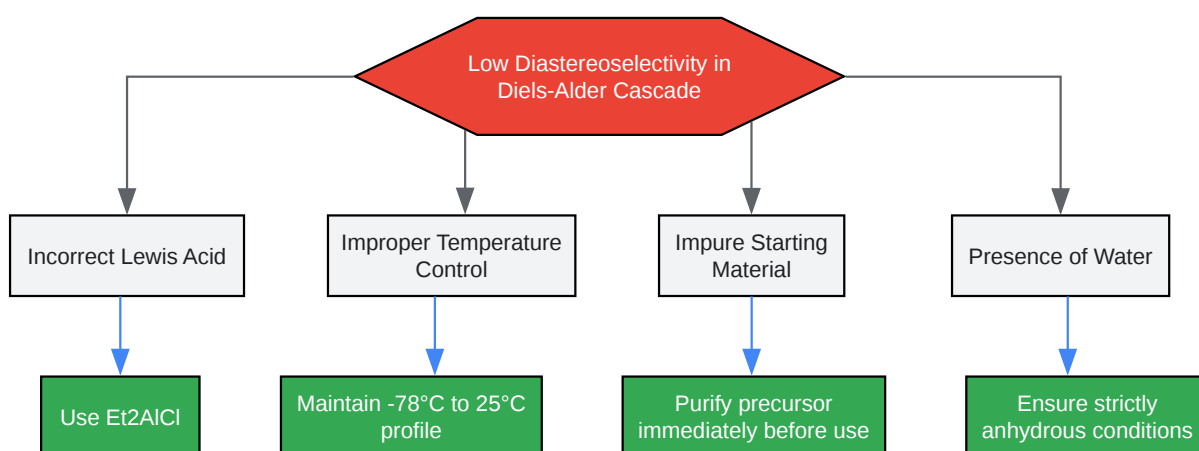 Low Diastereoselectivity in
Diels-Alder Cascade
Incorrect Lewis Acid
Improper Temperature
Control
Impure Starting
Material
Presence of Water
Use Et2AlCl
Maintain -78°C to 25°C
profile
Purify precursor
immediately before use
Ensure strictly
anhydrous conditions